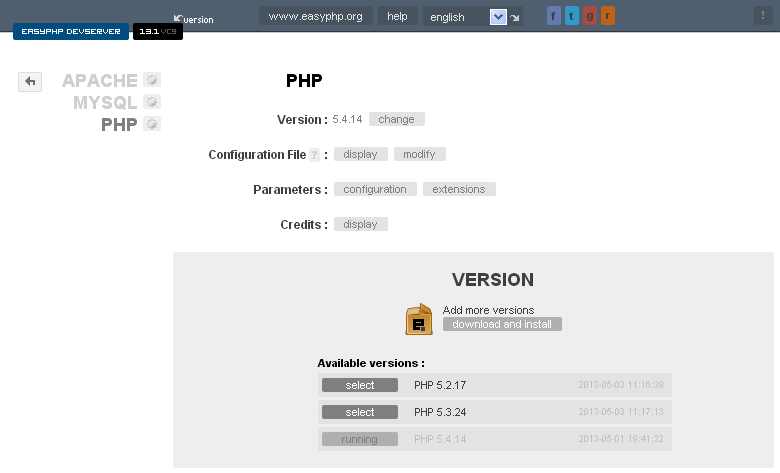 version
www.easyphp.org
help
english
f
t
g
r
!
EASYPHP DEVSERVER
13.1 VC9
APACHE
MYSQL
PHP
PHP
Version : 5.4.14 change
Configuration File ? : display modify
Parameters : configuration extensions
Credits : display
VERSION
Add more versions
download and install
Available versions :
select PHP 5.2.17 2013-05-03 11:16:39
select PHP 5.3.24 2013-05-03 11:17:13
running PHP 5.4.14 2013-05-01 19:41:32